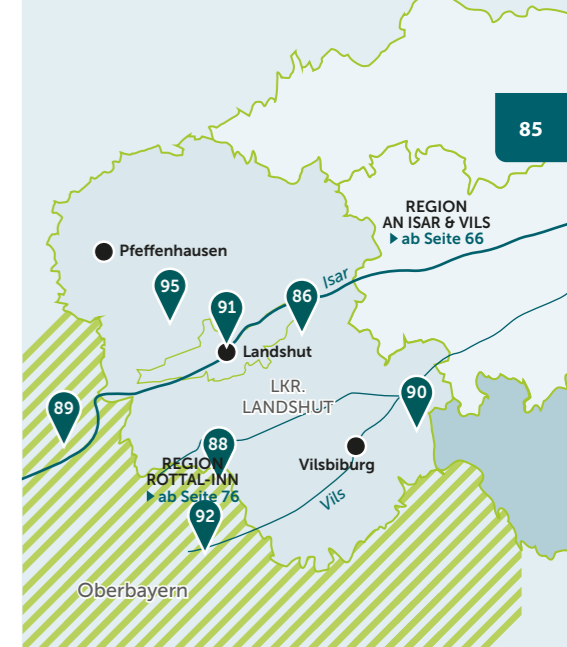 85
REGION
AN ISAR & VILS
ab Seite 66
Pfeffenhausen
Isar
95
91
86
Landshut
LKR.
LANDSHUT
89
90
88
REGION
ROTTAL-INN
ab Seite 76
Vilsbiburg
Vils
92
Oberbayern